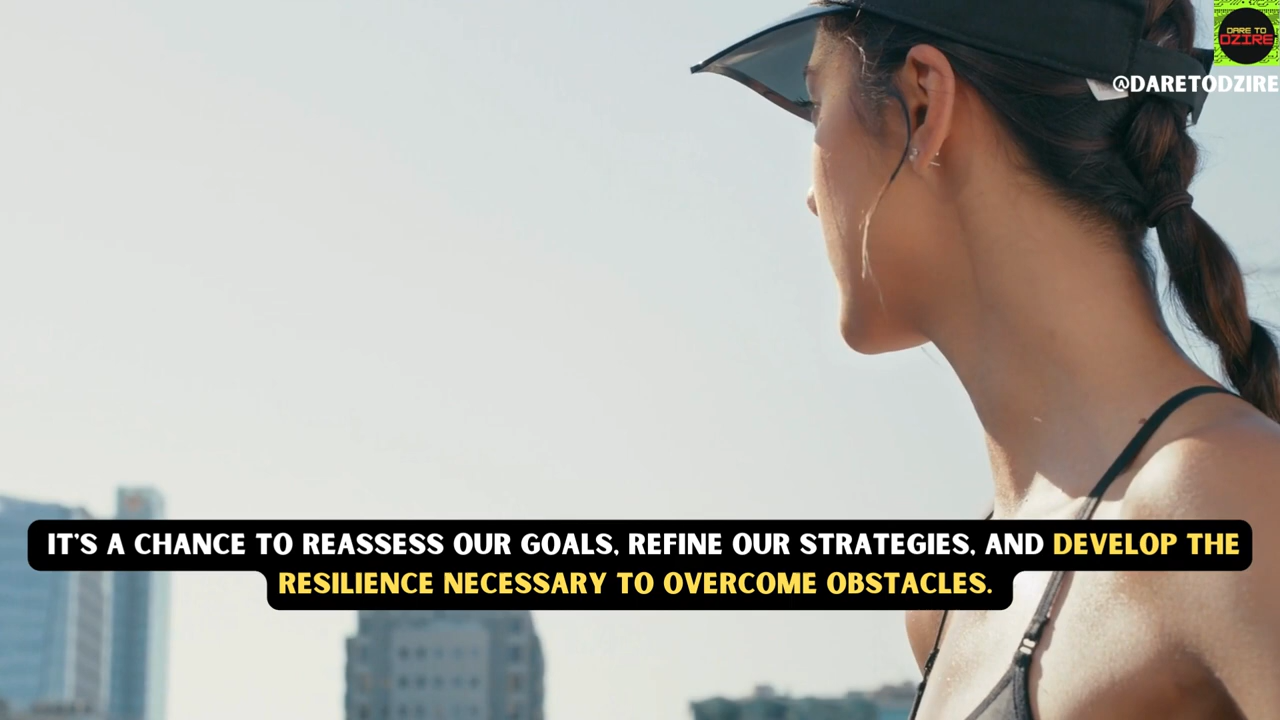 DARE TO
DZIRE
@DARETODZIRE
IT'S A CHANCE TO REASSESS OUR GOALS, REFINE OUR STRATEGIES, AND DEVELOP THE
RESILIENCE NECESSARY TO OVERCOME OBSTACLES.